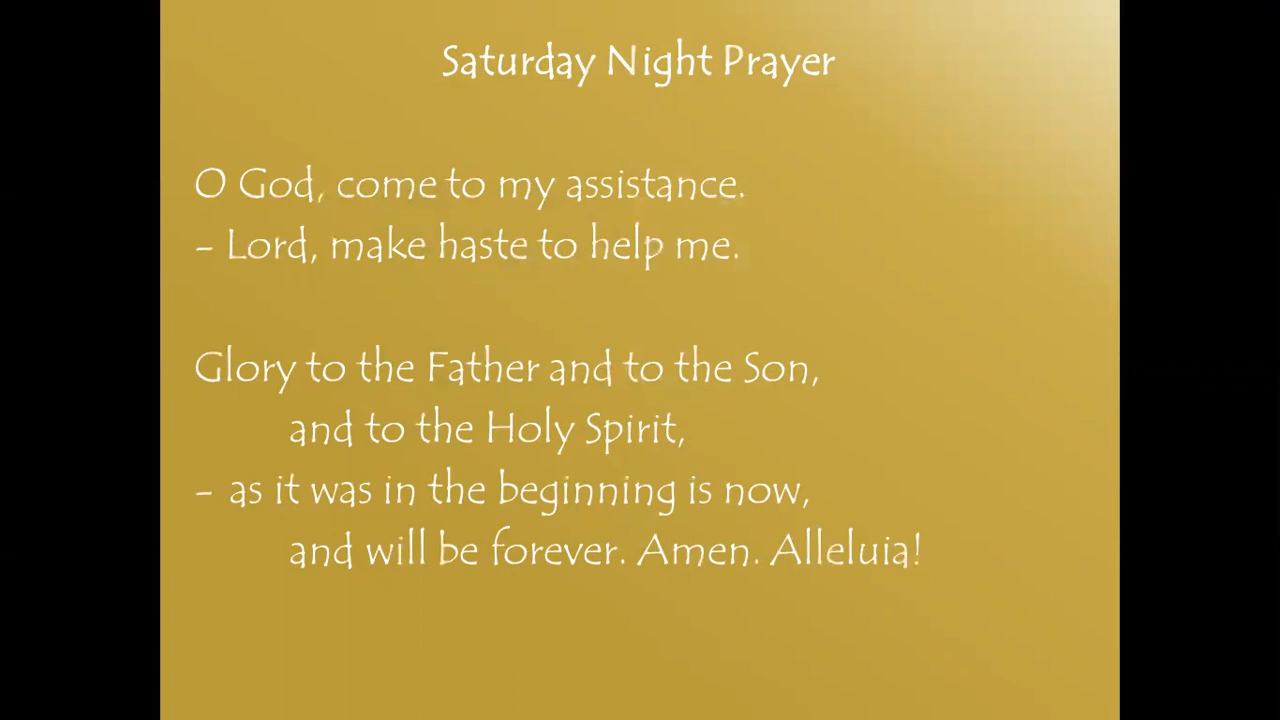 Saturday Night Prayer
O God, come to my assistance.
- Lord, make haste to help me.
Glory to the Father and to the Son,
and to the Holy Spirit,
- as it was in the beginning is now,
and will be forever. Amen. Alleluia!